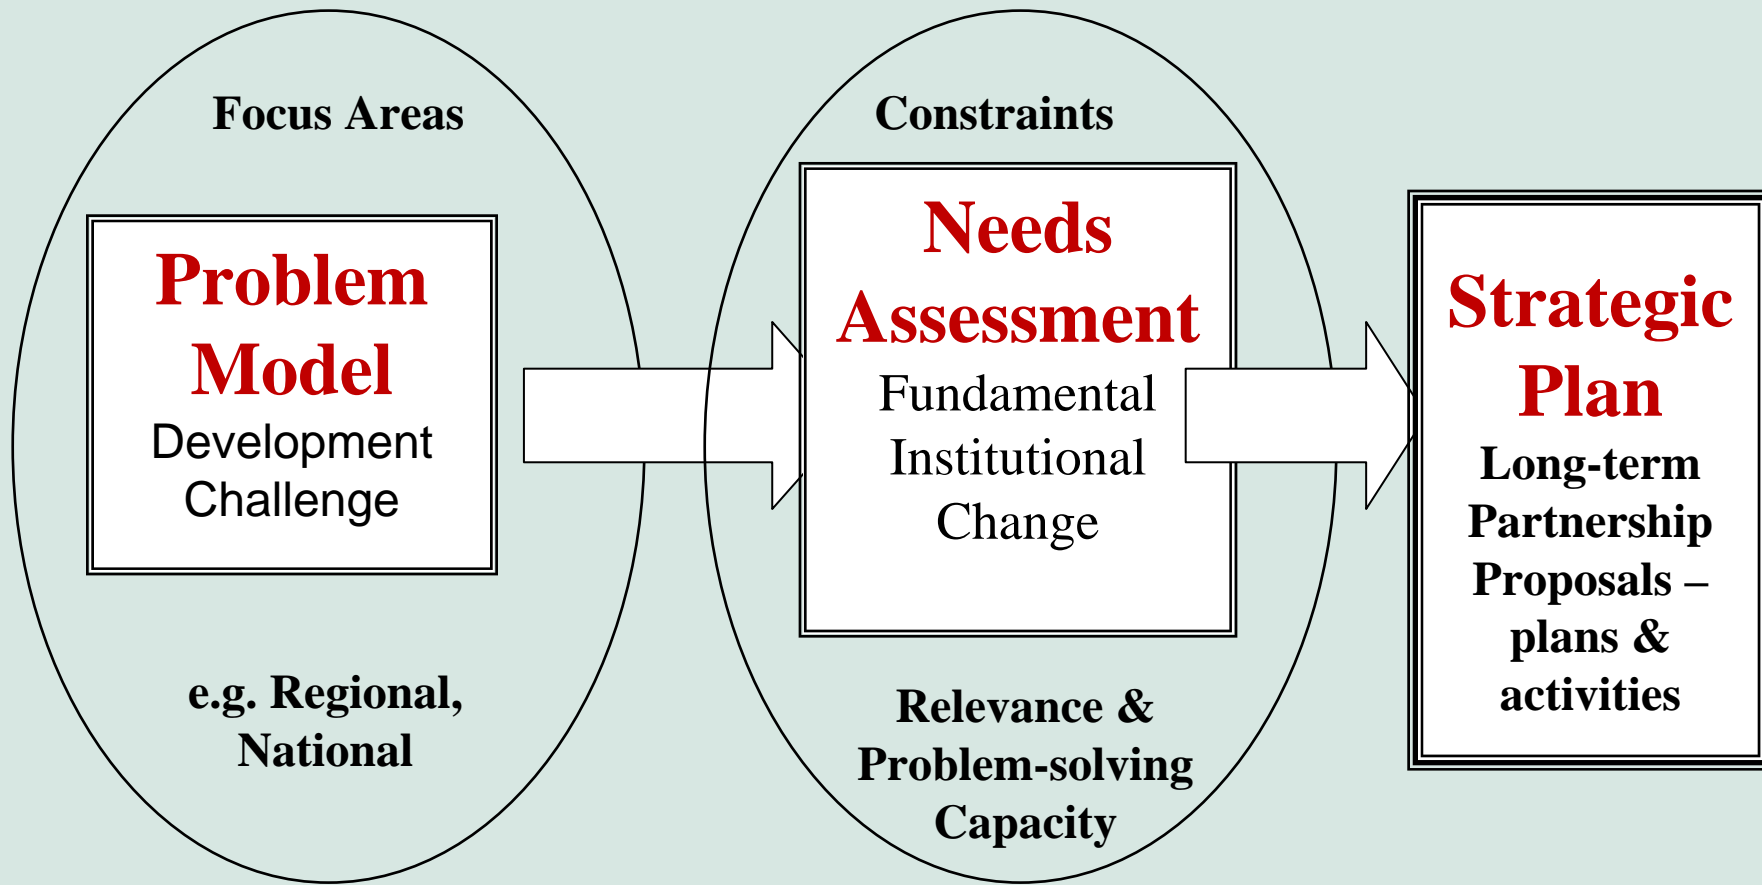 Focus Areas
Problem
Model
Development
Challenge
e.g. Regional,
National
Constraints
Needs
Assessment
Fundamental
Institutional
Change
Relevance &
Problem-solving
Capacity
Strategic
Plan
Long-term
Partnership
Proposals –
plans &
activities